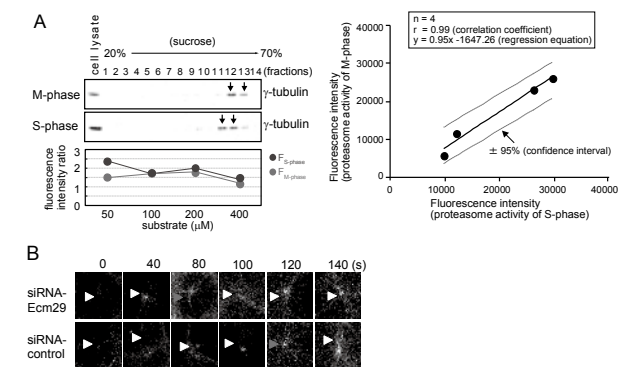 A
(sucrose)
20% 70%
cell lysate
1 2 3 4 5 6 7 8 9 10 11 12 13 14 (fractions)
M-phase γ-tubulin
S-phase γ-tubulin
fluorescence
intensity ratio
3
2
1
0
F S-phase
F M-phase
50 100 200 400
substrate (μM)
n = 4
r = 0.99 (correlation coefficient)
y = 0.95x -1647.26 (regression equation)
Fluorescence intensity
(proteasome activity of M-phase)
40000
30000
20000
10000
0
± 95% (confidence interval)
0 10000 20000 30000 40000
Fluorescence intensity
(proteasome activity of S-phase)
B
0 40 80 100 120 140 (s)
siRNA-
Ecm29
siRNA-
control